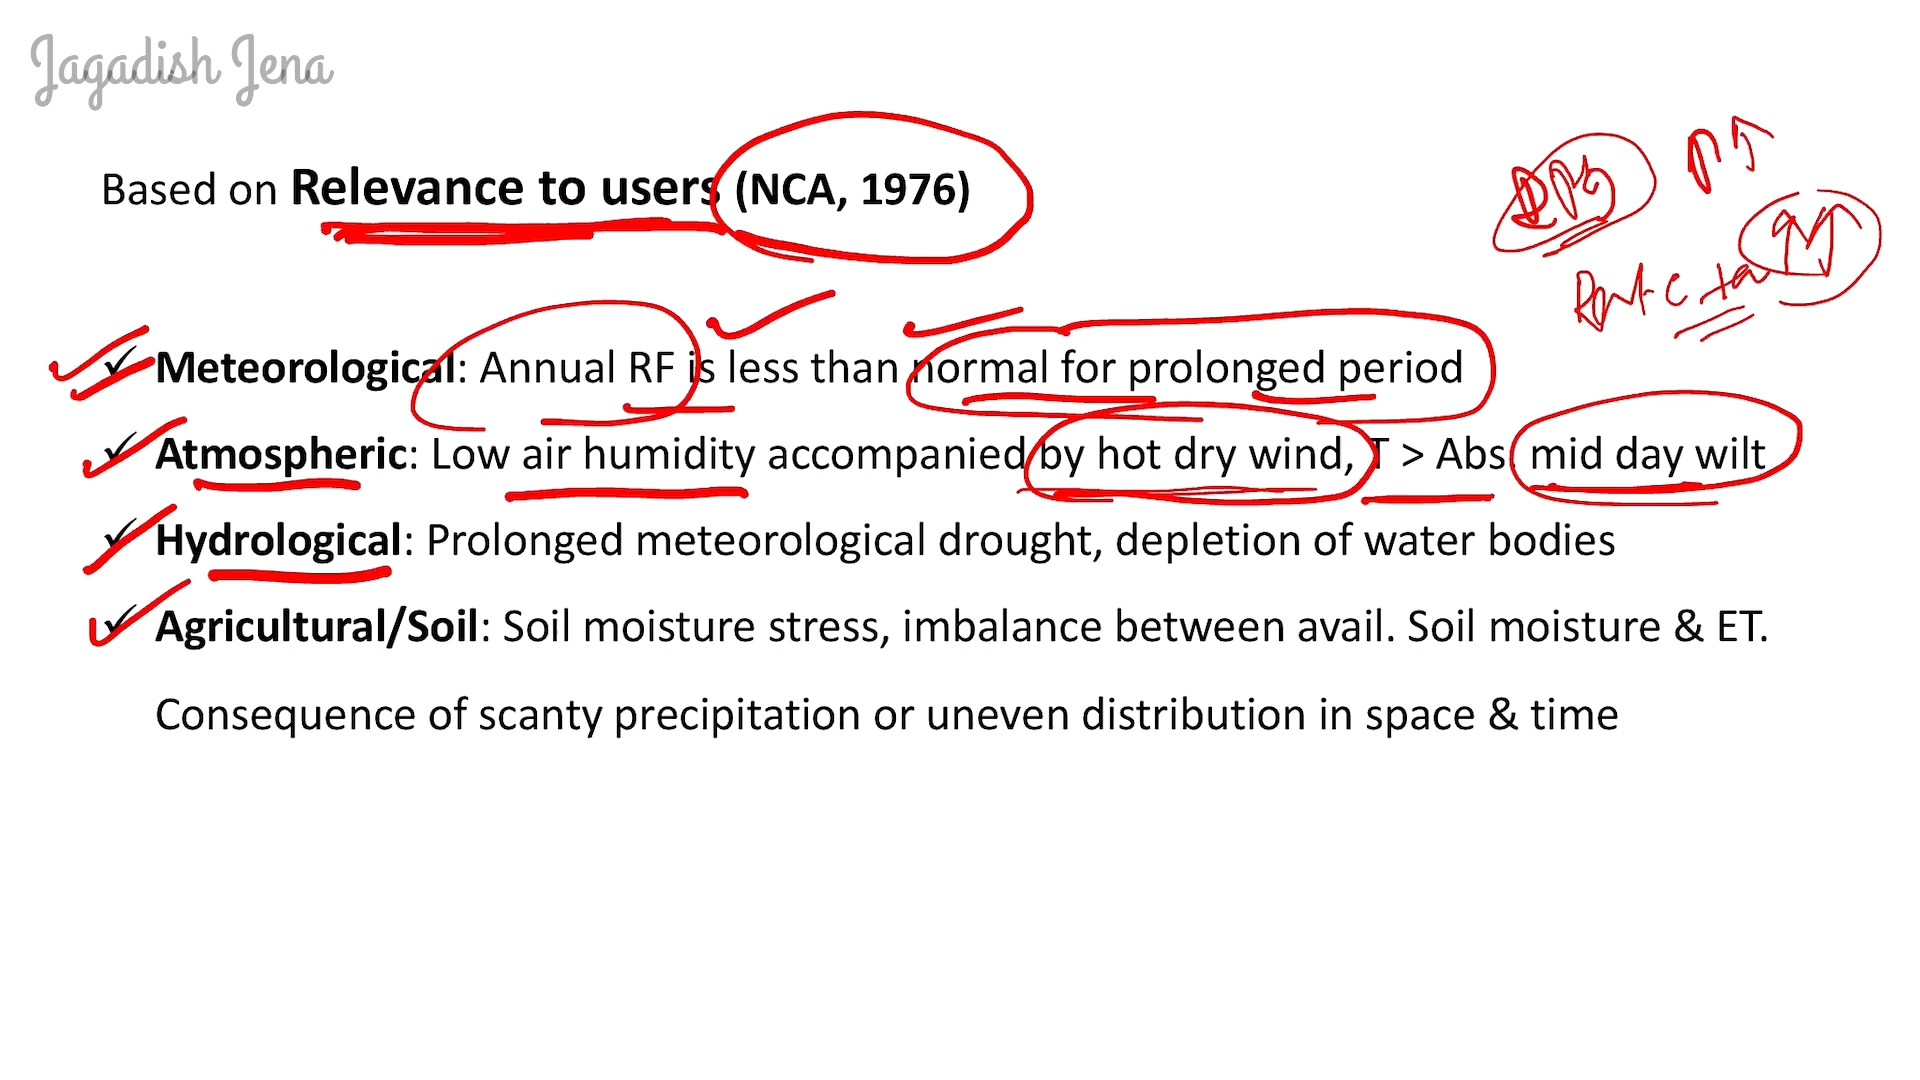 Jagadish Jena
Based on Relevance to users (NCA, 1976)
✓ Meteorological: Annual RF is less than normal for prolonged period
✓ Atmospheric: Low air humidity accompanied by hot dry wind, T > Abs. mid day wilt
✓ Hydrological: Prolonged meteorological drought, depletion of water bodies
✓ Agricultural/Soil: Soil moisture stress, imbalance between avail. Soil moisture & ET.
Consequence of scanty precipitation or uneven distribution in space & time